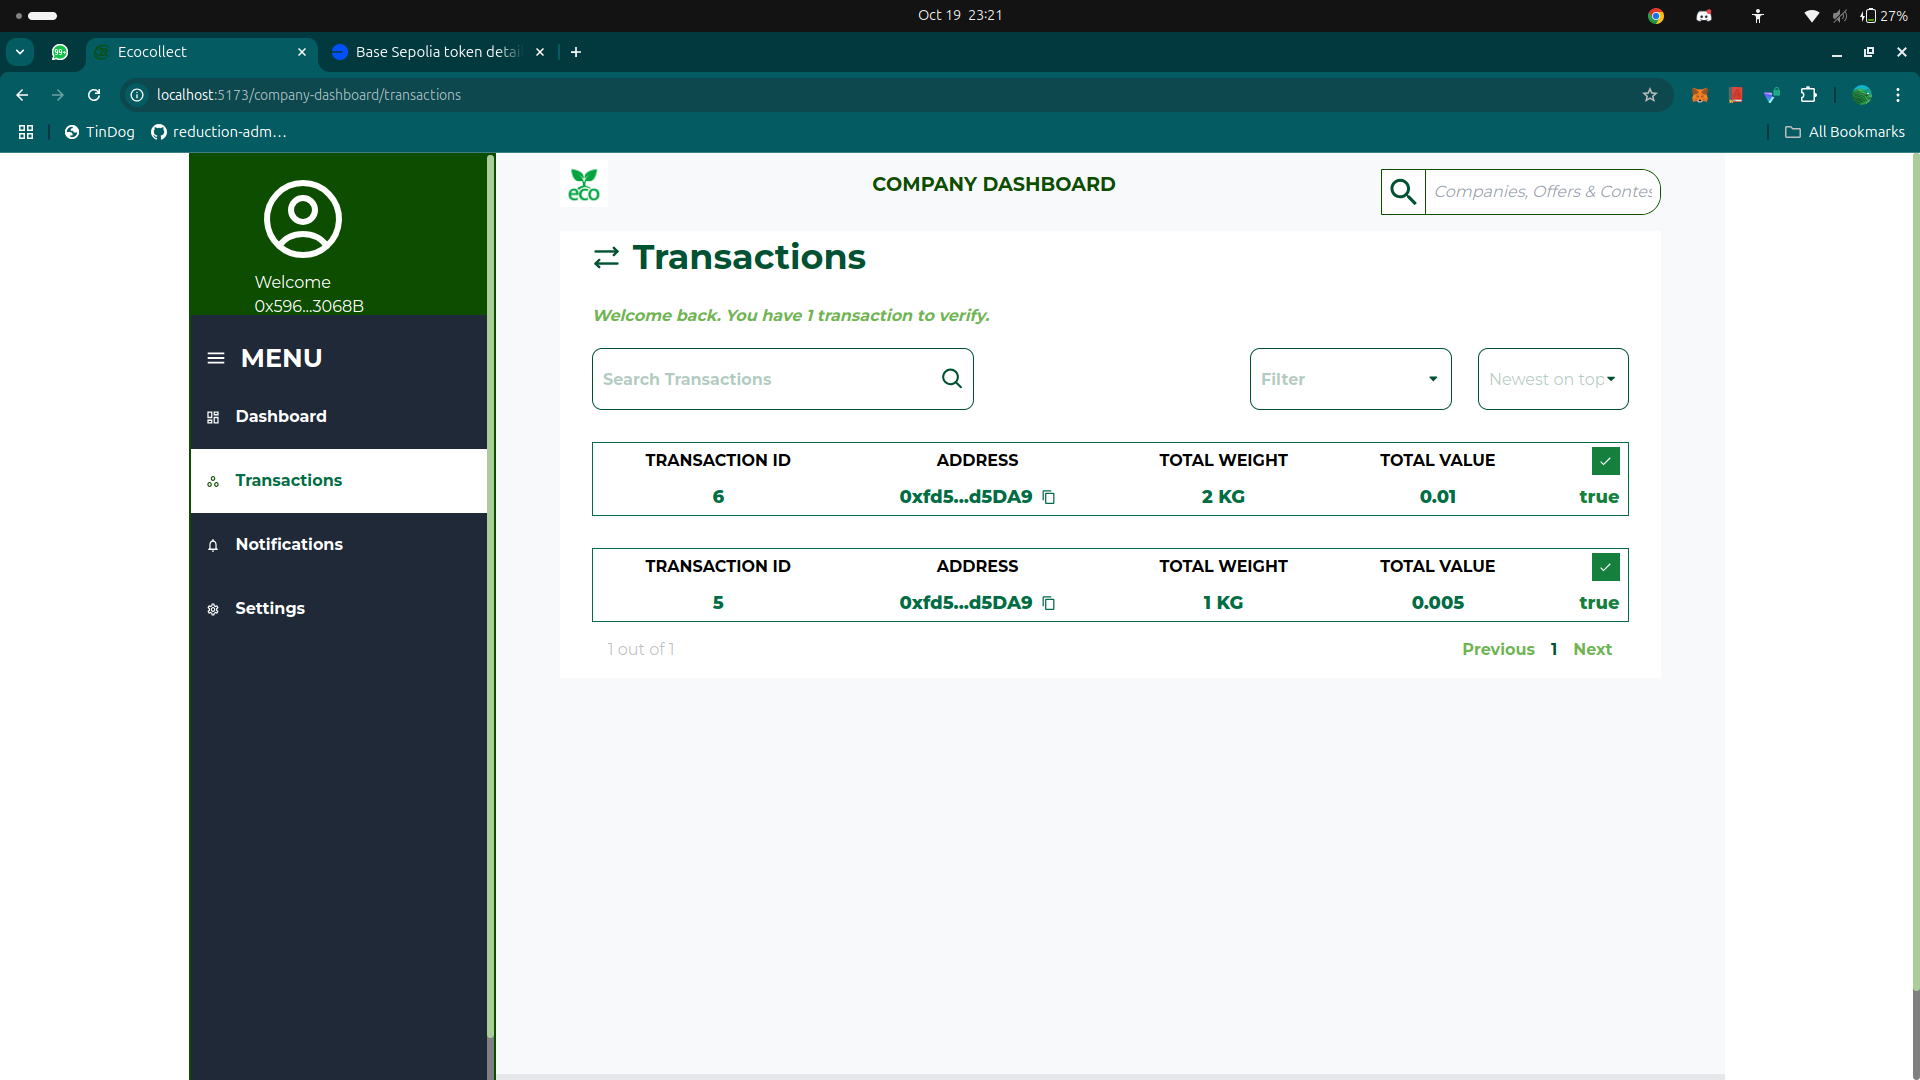 Oct 19 23:21
27%
99+
Ecocollect
Base Sepolia token detai
localhost:5173/company-dashboard/transactions
TinDog
reduction-adm...
All Bookmarks
Welcome
0x596...3068B
MENU
Dashboard
Transactions
Notifications
Settings
eco
COMPANY DASHBOARD
Companies, Offers & Contes
Transactions
Welcome back. You have 1 transaction to verify.
Search Transactions
Filter
Newest on top
TRANSACTION ID ADDRESS TOTAL WEIGHT TOTAL VALUE
6 0xfd5...d5DA9 2 KG 0.01 true
TRANSACTION ID ADDRESS TOTAL WEIGHT TOTAL VALUE
5 0xfd5...d5DA9 1 KG 0.005 true
1 out of 1
Previous 1 Next